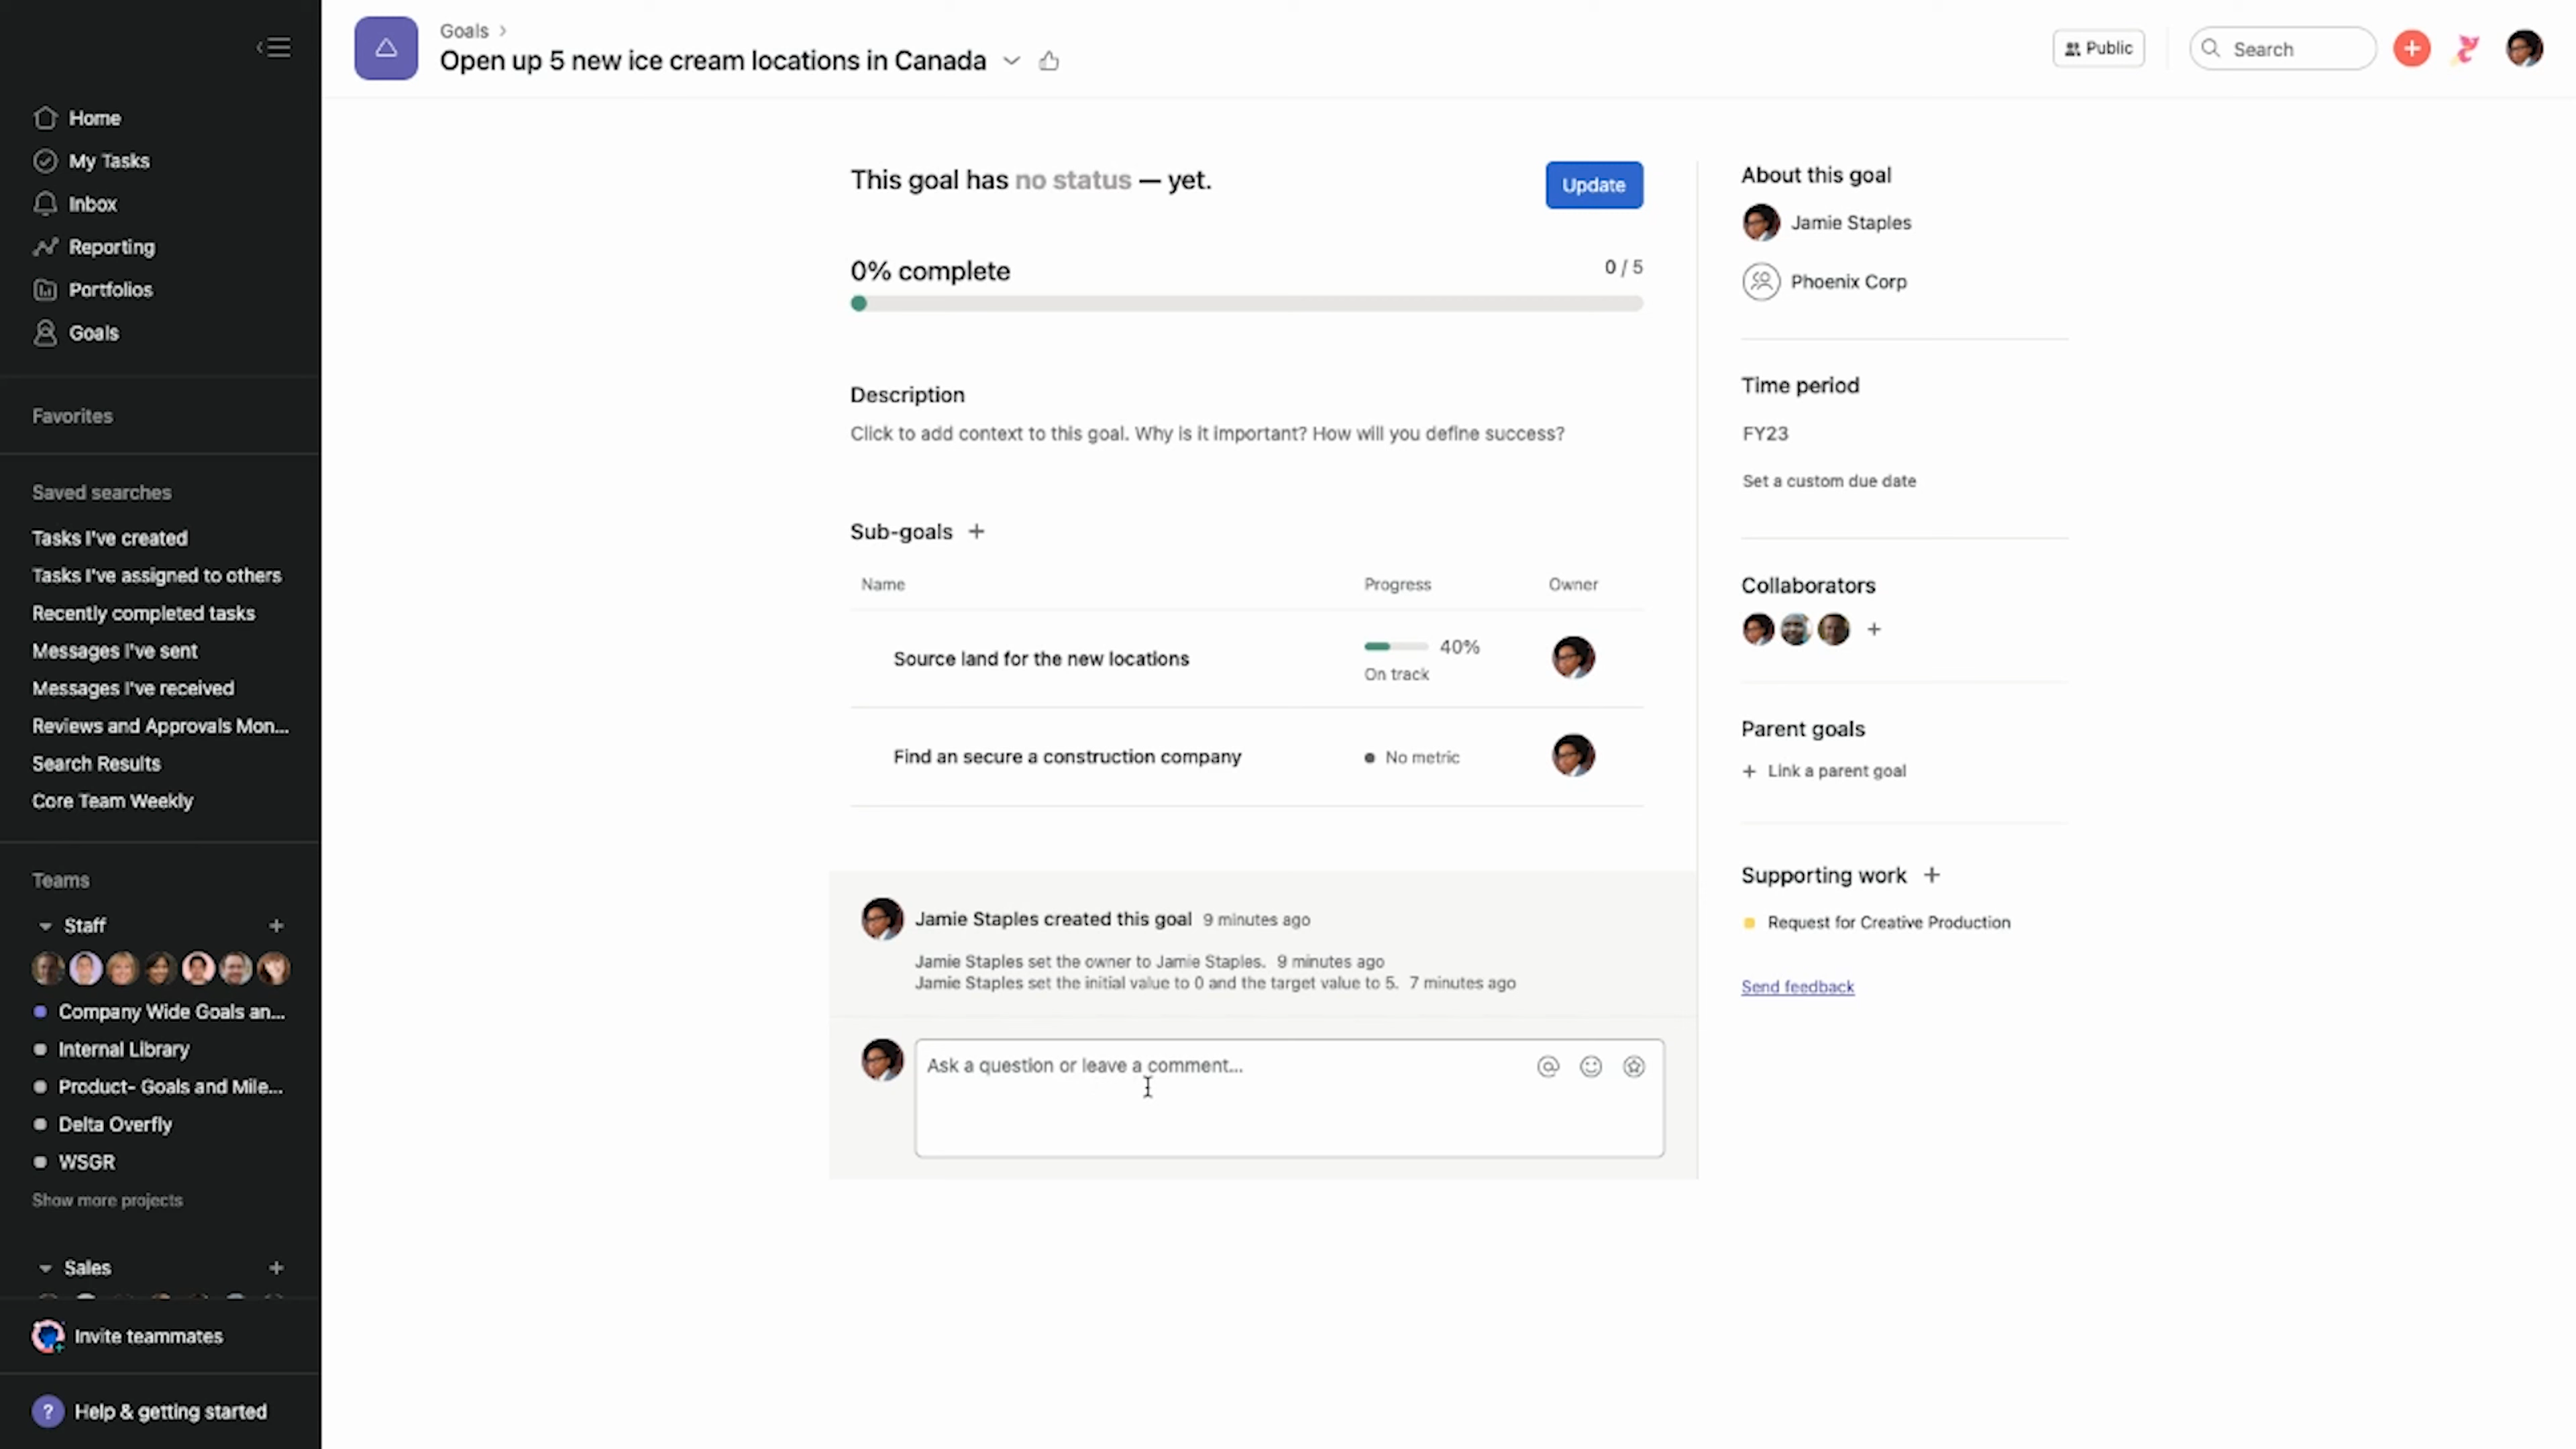 Home
My Tasks
Inbox
Reporting
Portfolios
Goals
Favorites
Saved searches
Tasks I've created
Tasks I've assigned to others
Recently completed tasks
Messages I've sent
Messages I've received
Reviews and Approvals Mon...
Search Results
Core Team Weekly
Teams
Staff
Company Wide Goals an...
Internal Library
Product- Goals and Mile...
Delta Overfly
WSGR
Show more projects
Sales
Invite teammates
? Help & getting started
Goals
Open up 5 new ice cream locations in Canada
Public
Search
This goal has no status — yet.
Update
0% complete
0 / 5
Description
Click to add context to this goal. Why is it important? How will you define success?
Sub-goals +
Name Progress Owner
Source land for the new locations 40%
On track
Find an secure a construction company No metric
Jamie Staples created this goal 9 minutes ago
Jamie Staples set the owner to Jamie Staples. 9 minutes ago
Jamie Staples set the initial value to 0 and the target value to 5. 7 minutes ago
Ask a question or leave a comment...
About this goal
Jamie Staples
Phoenix Corp
Time period
FY23
Set a custom due date
Collaborators
+
Parent goals
+ Link a parent goal
Supporting work +
Request for Creative Production
Send feedback